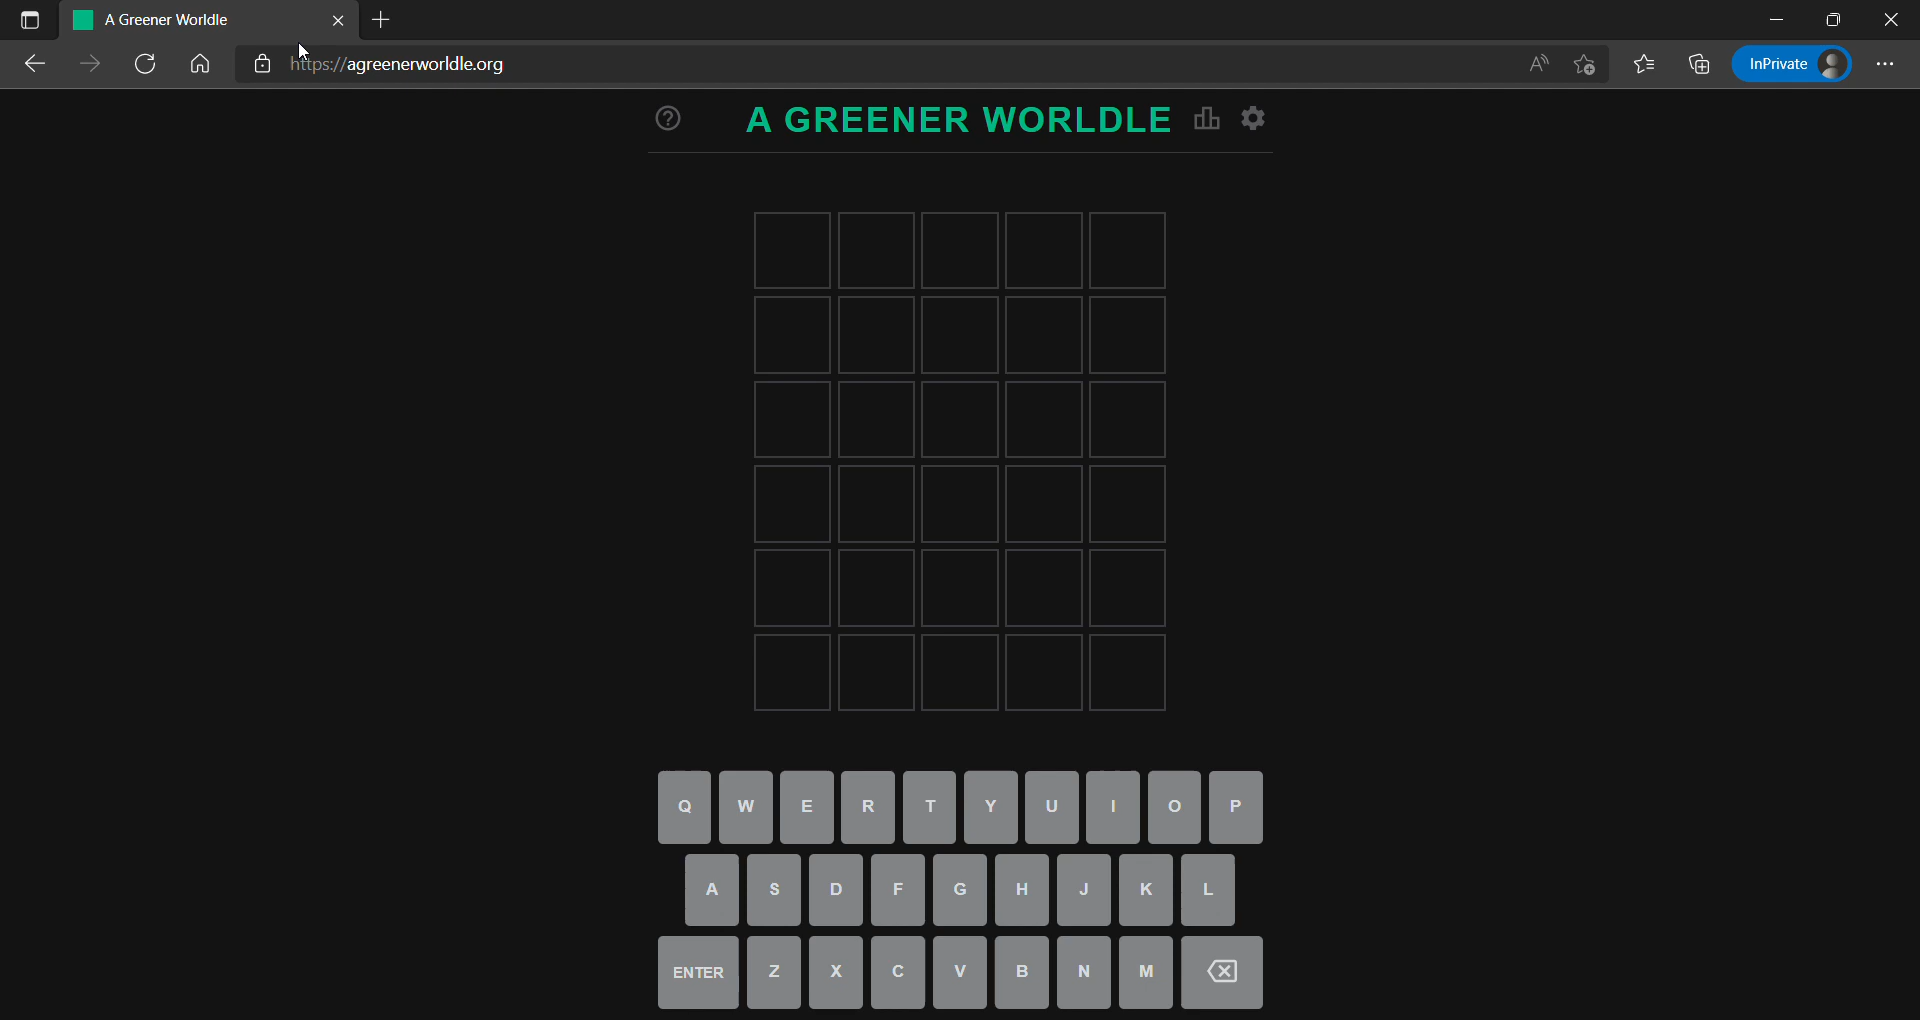 A Greener Worldle
https://agreenerworldle.org
InPrivate
A GREENER WORLDLE
Q W E R T Y U I O P
A S D F G H J K L
ENTER Z X C V B N M